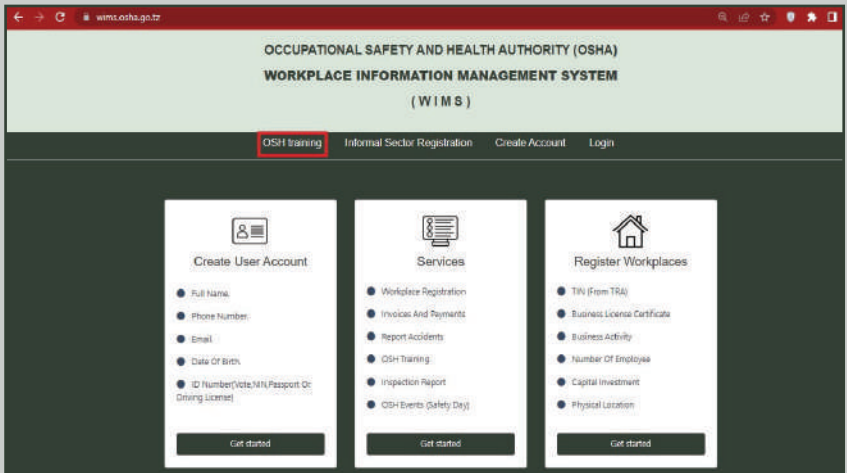 wims.osha.go.tz
OCCUPATIONAL SAFETY AND HEALTH AUTHORITY (OSHA)
WORKPLACE INFORMATION MANAGEMENT SYSTEM
(WIMS)
OSH training Informal Sector Registration Create Account Login
Create User Account
Full Name.
Phone Number.
Email
Date Of Birth.
ID Number(Vote,NIN,Passport Or
Driving License)
Get started
Services
Workplace Registration
Invoices And Payments
Report Accidents
OSH Training
Inspection Report
OSH Events (Safety Day)
Get started
Register Workplaces
TIN (From TRA)
Business License Certificate
Business Activity
Number Of Employee
Capital Investment
Physical Location
Get started